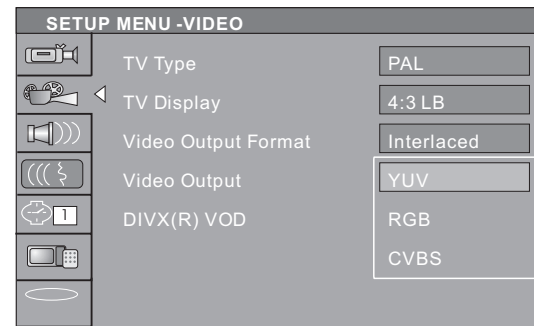 SETUP MENU -VIDEO
TV Type PAL
TV Display 4:3 LB
Video Output Format Interlaced
Video Output YUV
DIVX(R) VOD RGB
CVBS
1